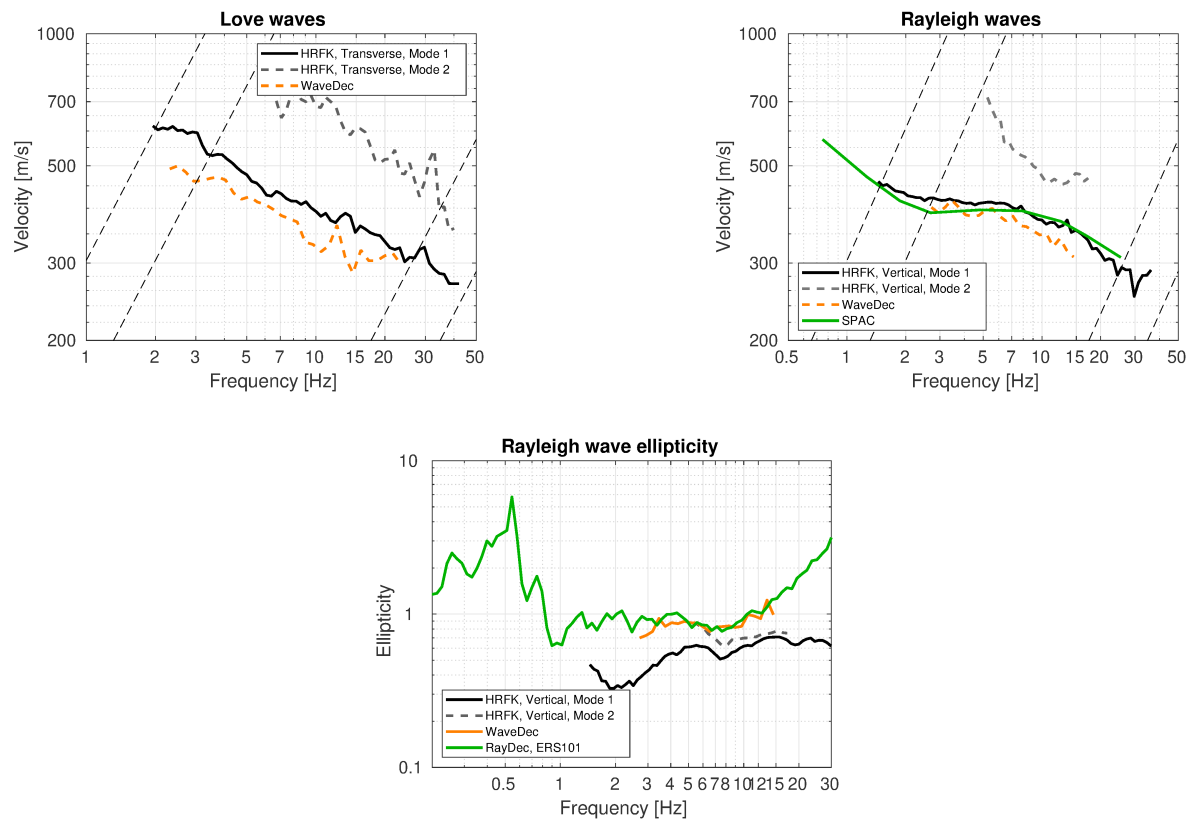 Love waves
1000
700
500
300
200
Velocity [m/s]
HRFK, Transverse, Mode 1
HRFK, Transverse, Mode 2
WaveDec
1 2 3 5 7 10 15 20 30 50
Frequency [Hz]
Rayleigh waves
1000
700
500
300
200
Velocity [m/s]
HRFK, Vertical, Mode 1
HRFK, Vertical, Mode 2
WaveDec
SPAC
0.5 1 2 3 5 7 10 15 20 30 50
Frequency [Hz]
Rayleigh wave ellipticity
10
1
0.1
Ellipticity
HRFK, Vertical, Mode 1
HRFK, Vertical, Mode 2
WaveDec
RayDec, ERS101
0.5 1 2 3 4 5 6 7 8 10 12 15 20 30
Frequency [Hz]